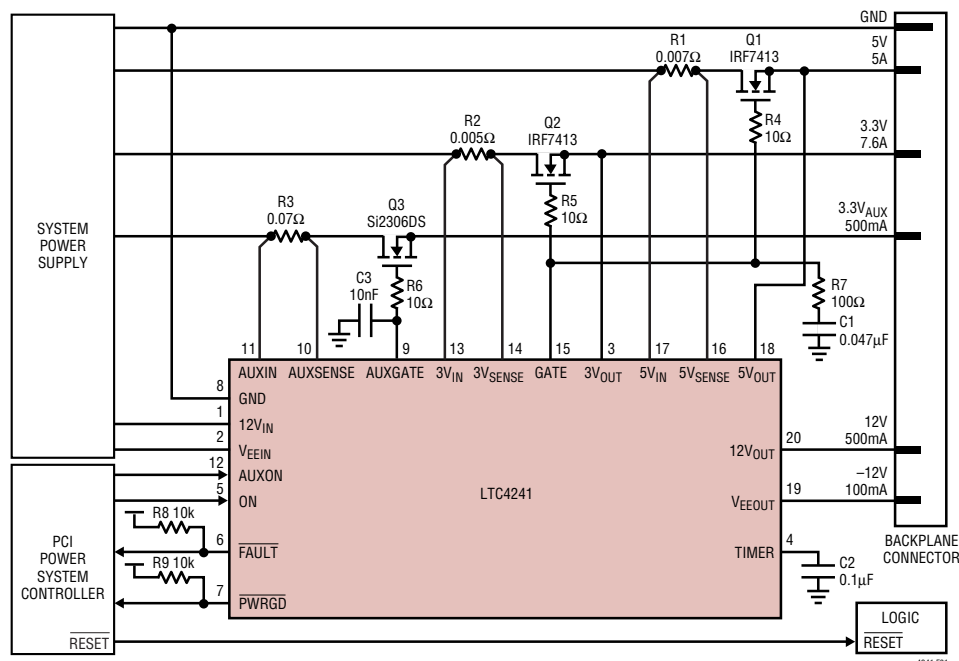 GND
5V
5A
R1
0.007Ω
Q1
IRF7413
R4
10Ω
R2
0.005Ω
Q2
IRF7413
3.3V
7.6A
R5
10Ω
SYSTEM
POWER
SUPPLY
R3
0.07Ω
Q3
Si2306DS
3.3VAUX
500mA
C3
10nF
R6
10Ω
R7
100Ω
C1
0.047µF
11
10
9
13
14
15
3
17
16
18
AUXIN
AUXSENSE
AUXGATE
3VIN
3VSENSE
GATE
3VOUT
5VIN
5VSENSE
5VOUT
8
GND
1
12VIN
2
VEEIN
12
AUXON
5
ON
R8 10k
6
FAULT
R9 10k
7
PWRGD
LTC4241
12VOUT
20
12V
500mA
VEEOUT
19
–12V
100mA
TIMER
4
C2
0.1µF
BACKPLANE
CONNECTOR
PCI
POWER
SYSTEM
CONTROLLER
RESET
LOGIC
RESET